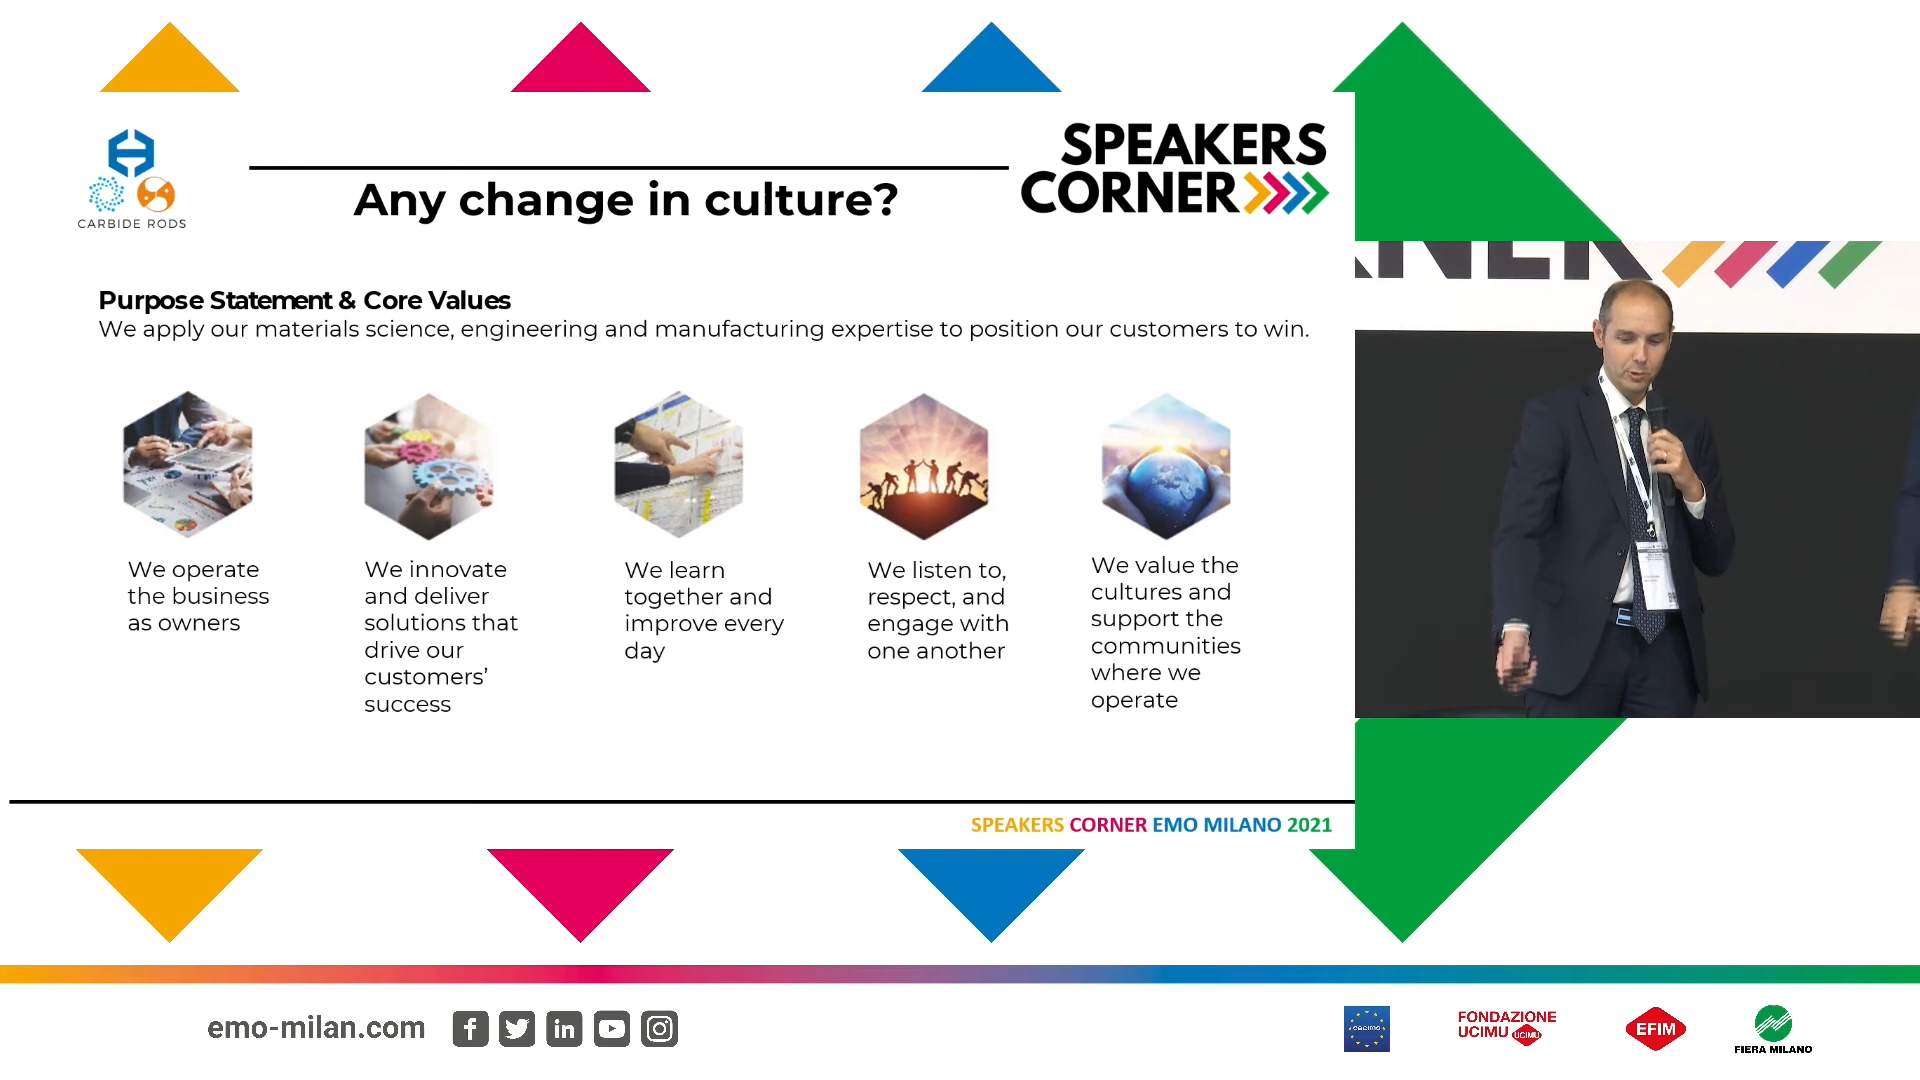 SPEAKERS
CORNER
CARBIDE RODS
Any change in culture?
Purpose Statement & Core Values
We apply our materials science, engineering and manufacturing expertise to position our customers to win.
We operate
the business
as owners
We innovate
and deliver
solutions that
drive our
customers’
success
We learn
together and
improve every
day
We listen to,
respect, and
engage with
one another
We value the
cultures and
support the
communities
where we
operate
SPEAKERS CORNER EMO MILANO 2021
emo-milan.com
cecimo
FONDAZIONE
UCIMU
UCIMU
EFIM
FIERA MILANO